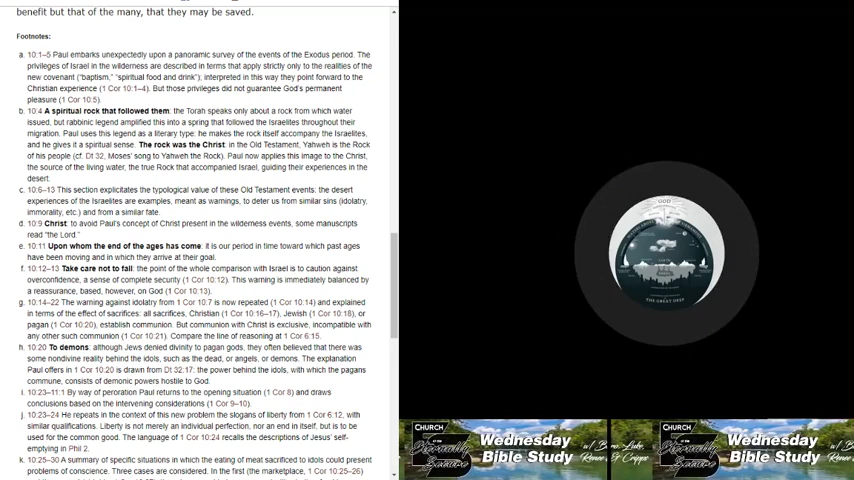 benefit but that of the many, that they may be saved.
Footnotes:
a. 10:1–5 Paul embarks unexpectedly upon a panoramic survey of the events of the Exodus period. The
privileges of Israel in the wilderness are described in terms that apply strictly only to the realities of the
new covenant (“baptism,” “spiritual food and drink”); interpreted in this way they point forward to the
Christian experience (1 Cor 10:1–4). But those privileges did not guarantee God’s permanent
pleasure (1 Cor 10:5).
b. 10:4 A spiritual rock that followed them: the Torah speaks only about a rock from which water
issued, but rabbinic legend amplified this into a spring that followed the Israelites throughout their
migration. Paul uses this legend as a literary type: he makes the rock itself accompany the Israelites,
and he gives it a spiritual sense. The rock was the Christ: in the Old Testament, Yahweh is the Rock
of his people (cf. Dt 32, Moses’ song to Yahweh the Rock). Paul now applies this image to the Christ,
the source of the living water, the true Rock that accompanied Israel, guiding their experiences in the
desert.
c. 10:6–13 This section explicitates the typological value of these Old Testament events: the desert
experiences of the Israelites are examples, meant as warnings, to deter us from similar sins (idolatry,
immorality, etc.) and from a similar fate.
d. 10:9 Christ: to avoid Paul’s concept of Christ present in the wilderness events, some manuscripts
read “the Lord.”
e. 10:11 Upon whom the end of the ages has come: it is our period in time toward which past ages
have been moving and in which they arrive at their goal.
f. 10:12–13 Take care not to fall: the point of the whole comparison with Israel is to caution against
overconfidence, a sense of complete security (1 Cor 10:12). This warning is immediately balanced by
a reassurance, based, however, on God (1 Cor 10:13).
g. 10:14–22 The warning against idolatry from 1 Cor 10:7 is now repeated (1 Cor 10:14) and explained
in terms of the effect of sacrifices: all sacrifices, Christian (1 Cor 10:16–17), Jewish (1 Cor 10:18), or
pagan (1 Cor 10:20), establish communion. But communion with Christ is exclusive, incompatible with
any other such communion (1 Cor 10:21). Compare the line of reasoning at 1 Cor 6:15.
h. 10:20 To demons: although Jews denied divinity to pagan gods, they often believed that there was
some nondivine reality behind the idols, such as the dead, or angels, or demons. The explanation
Paul offers in 1 Cor 10:20 is drawn from Dt 32:17: the power behind the idols, with which the pagans
commune, consists of demonic powers hostile to God.
i. 10:23–11:1 By way of peroration Paul returns to the opening situation (1 Cor 8) and draws
conclusions based on the intervening considerations (1 Cor 9–10).
j. 10:23–24 He repeats in the context of this new problem the slogans of liberty from 1 Cor 6:12, with
similar qualifications. Liberty is not merely an individual perfection, nor an end in itself, but is to be
used for the common good. The language of 1 Cor 10:24 recalls the descriptions of Jesus’ self-
emptying in Phil 2.
k. 10:25–30 A summary of specific situations in which the eating of meat sacrificed to idols could present
problems of conscience. Three cases are considered. In the first (the marketplace, 1 Cor 10:25–26)
GOD
THE GREAT DEEP
CHURCH
of the
Eternally
Secure
Wednesday
Bible Study
w/
Luke,
Renee
& Cripps
CHURCH
of the
Eternally
Secure
Wednesday
Bible Study
w/
Renee